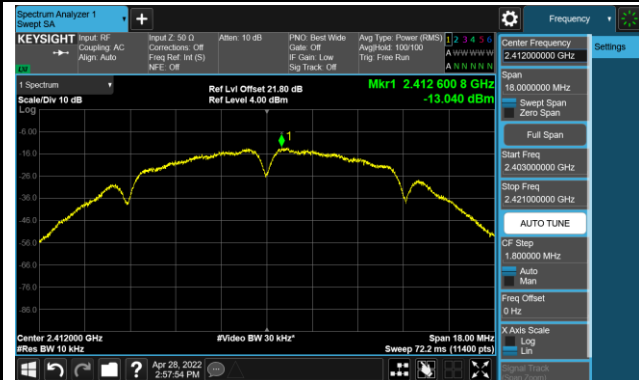 Spectrum Analyzer 1
Swept SA
Frequency
KEYSIGHT
Input: RF
Coupling: AC
Align: Auto
Input Z: 50 Ω
Corrections: Off
Freq Ref: Int (S)
NFE: Off
Atten: 10 dB
PNO: Best Wide
Gate: Off
IF Gain: Low
Sig Track: Off
Avg Type: Power (RMS)
Avg|Hold: 100/100
Trig: Free Run
1 2 3 4 5 6
A W W W W W
A N N N N N
1 Spectrum
Scale/Div 10 dB
Log
Ref Lvl Offset 21.80 dB
Ref Level 4.00 dBm
Mkr1 2.412 600 8 GHz
-13.040 dBm
1
-6.00
-16.0
-26.0
-36.0
-46.0
-56.0
-66.0
-76.0
-86.0
Center 2.412000 GHz
#Res BW 10 kHz
#Video BW 30 kHz*
Span 18.00 MHz
Sweep 72.2 ms (11400 pts)
Center Frequency
2.412000000 GHz
Settings
Span
18.0000000 MHz
Swept Span
Zero Span
Full Span
Start Freq
2.403000000 GHz
Stop Freq
2.421000000 GHz
AUTO TUNE
CF Step
1.800000 MHz
Auto
Man
Freq Offset
0 Hz
X Axis Scale
Log
Lin
Signal Track
(Span Zoom)
Apr 28, 2022
2:57:54 PM